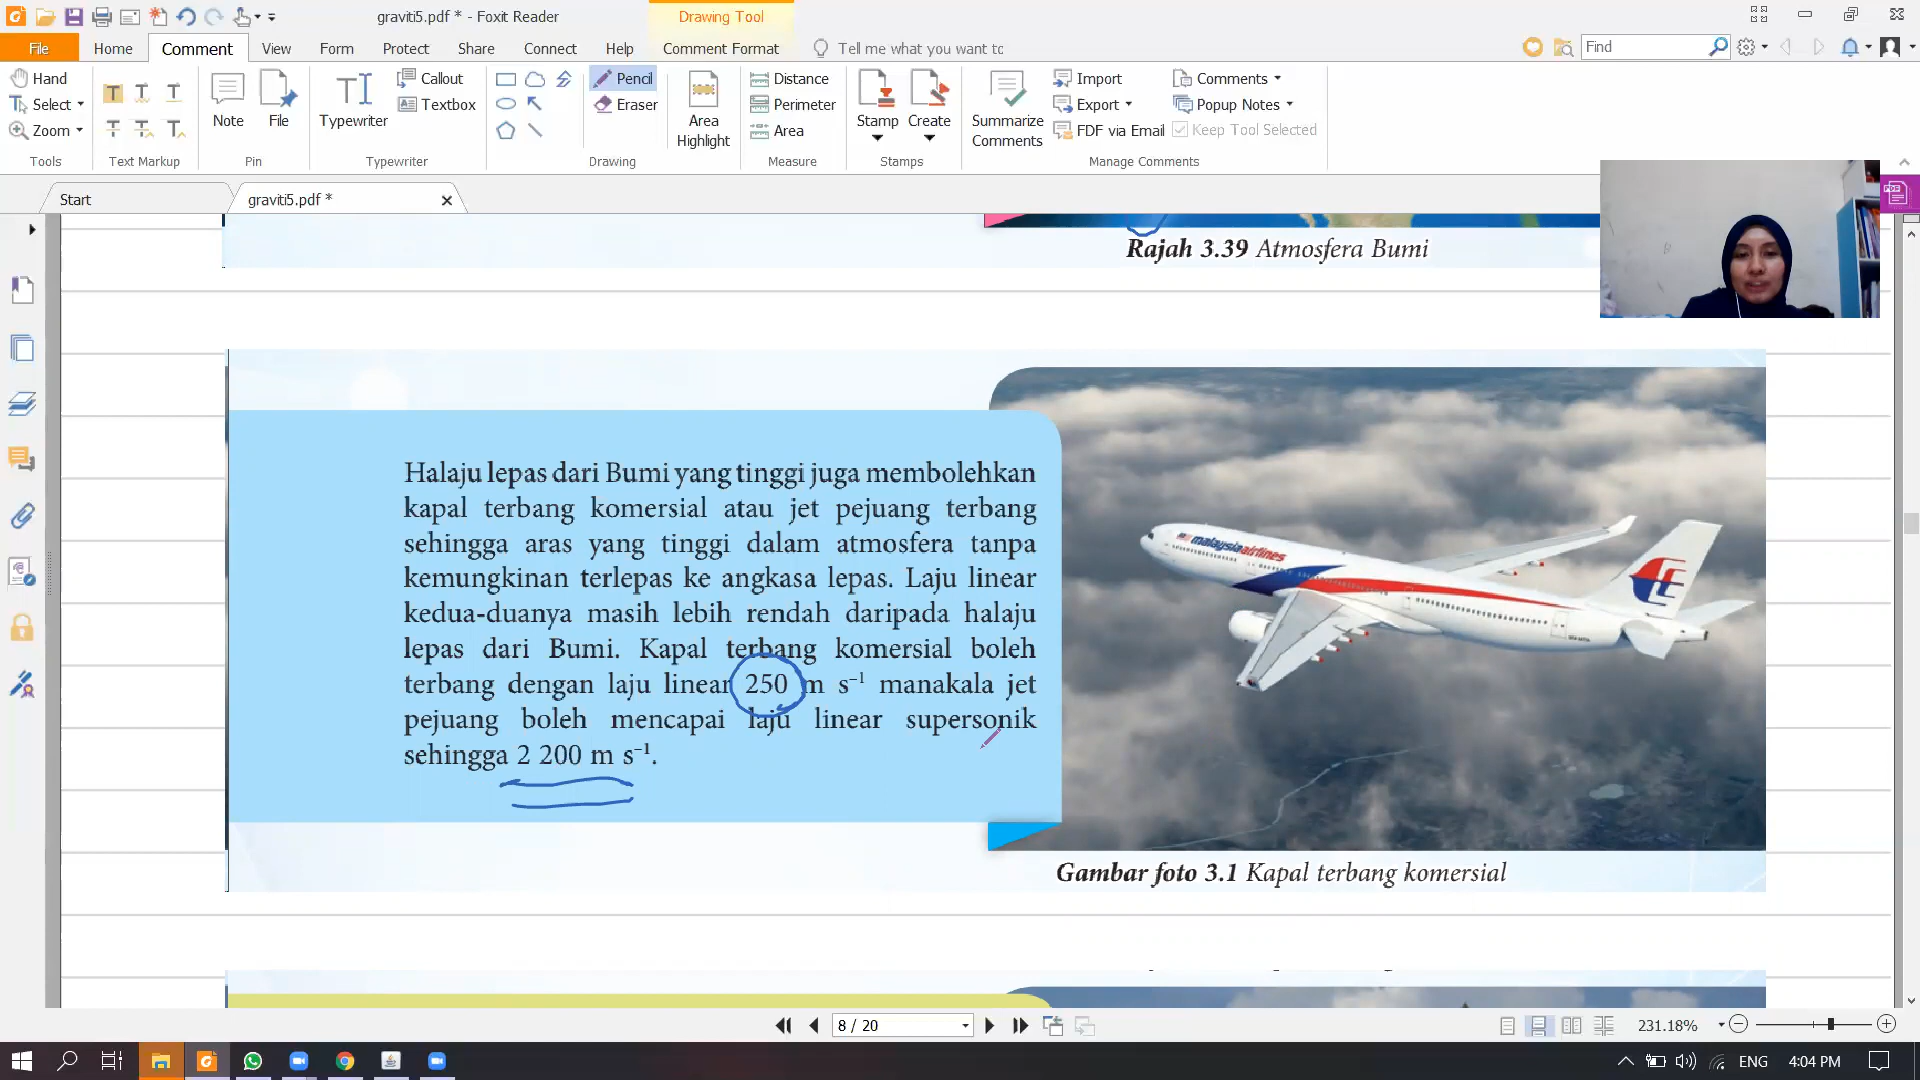 graviti5.pdf * - Foxit Reader
Drawing Tool
File
Home
Comment
View
Form
Protect
Share
Connect
Help
Comment Format
Tell me what you want to
Find
Hand
Select
Zoom
Tools
Text Markup
Note
File
Pin
Typewriter
Callout
Textbox
Typewriter
Pencil
Eraser
Drawing
Area
Highlight
Distance
Perimeter
Area
Measure
Stamp
Create
Stamps
Summarize
Comments
Import
Export
FDF via Email
Comments
Popup Notes
Keep Tool Selected
Manage Comments
Start
graviti5.pdf *
Rajah 3.39 Atmosfera Bumi
Halaju lepas dari Bumi yang tinggi juga membolehkan
kapal terbang komersial atau jet pejuang terbang
sehingga aras yang tinggi dalam atmosfera tanpa
kemungkinan terlepas ke angkasa lepas. Laju linear
kedua-duanya masih lebih rendah daripada halaju
lepas dari Bumi. Kapal terbang komersial boleh
terbang dengan laju linear 250 m s⁻¹ manakala jet
pejuang boleh mencapai laju linear supersonik
sehingga 2 200 m s⁻¹.
malaysia airlines
Gambar foto 3.1 Kapal terbang komersial
8 / 20
231.18%
ENG
4:04 PM